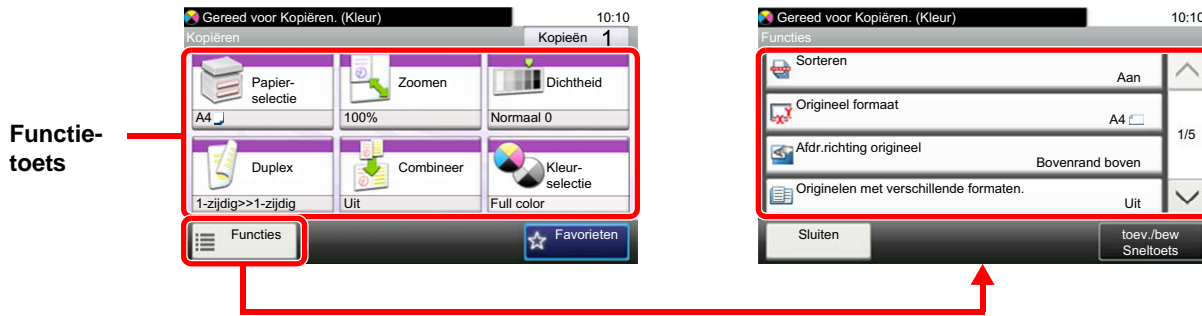 Functie-
toets
Gereed voor Kopiëren. (Kleur)
10:10
Kopiëren
Kopieën 1
Papier-
selectie
A4
Zoomen
100%
Dichtheid
Normaal 0
Duplex
1-zijdig>>1-zijdig
Combineer
Uit
Kleur-
selectie
Full color
Functies
Favorieten
Gereed voor Kopiëren. (Kleur)
10:10
Functies
Sorteren
Aan
Origineel formaat
A4
Afdr.richting origineel
Bovenrand boven
Originelen met verschillende formaten.
Uit
1/5
Sluiten
toev./bew
Sneltoets